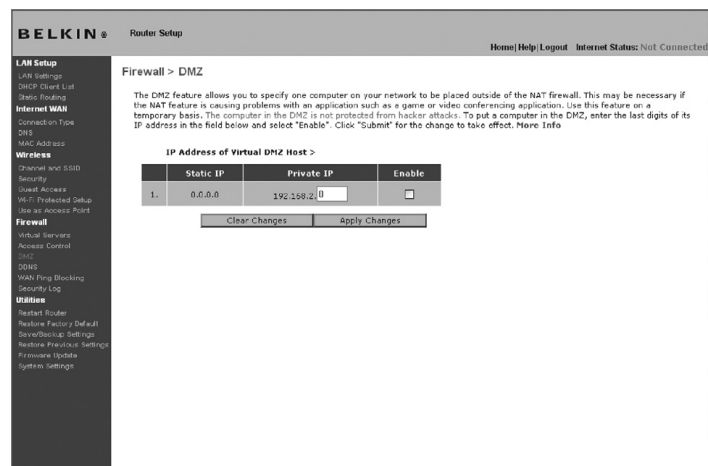 BELKIN® Router Setup
Home|Help|Logout Internet Status: Not Connected
LAN Setup
LAN Settings
DHCP Client List
Static Routing
Internet WAN
Connection Type
DNS
MAC Address
Wireless
Channel and SSID
Security
Guest Access
Wi-Fi Protected Setup
Use as Access Point
Firewall
Virtual Servers
Access Control
DMZ
DDNS
WAN Ping Blocking
Security Log
Utilities
Restart Router
Restore Factory Default
Save/Backup Settings
Restore Previous Settings
Firmware Update
System Settings
Firewall > DMZ
The DMZ feature allows you to specify one computer on your network to be placed outside of the NAT firewall. This may be necessary if
the NAT feature is causing problems with an application such as a game or video conferencing application. Use this feature on a
temporary basis. The computer in the DMZ is not protected from hacker attacks. To put a computer in the DMZ, enter the last digits of its
IP address in the field below and select "Enable". Click "Submit" for the change to take effect. More Info
IP Address of Virtual DMZ Host >
Static IP Private IP Enable
1. 0.0.0.0 192.168.2.0
Clear Changes Apply Changes